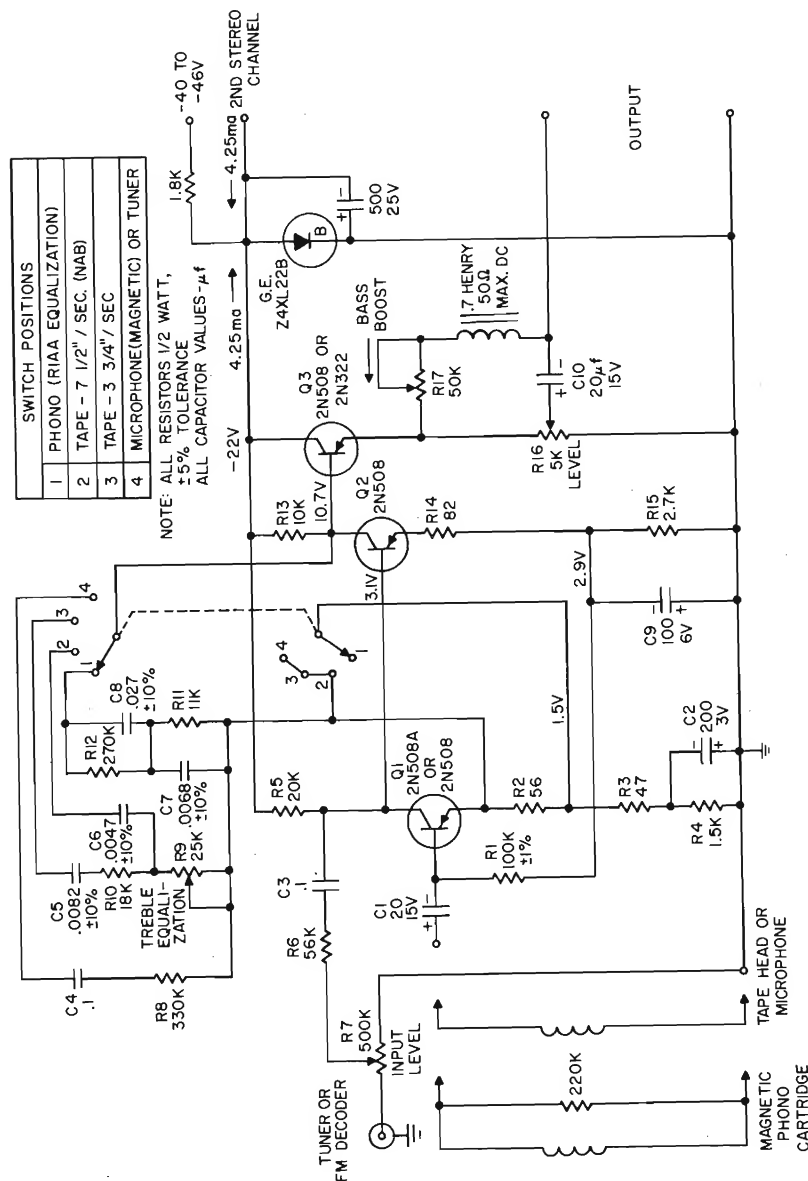 SWITCH POSITIONS
1 PHONO (RIAA EQUALIZATION)
2 TAPE - 7 1/2" / SEC. (NAB)
3 TAPE - 3 3/4" / SEC
4 MICROPHONE(MAGNETIC) OR TUNER
NOTE: ALL RESISTORS 1/2 WATT,
±5% TOLERANCE
ALL CAPACITOR VALUES-μf
-40 TO
-46V
1.8K
4.25ma
4.25ma
2ND STEREO
CHANNEL
-22V
G.E.
Z4XL22B
B
+
-
500
25V
4
3
2
1
C4
.1
R8
330K
C5
.0082
±10%
R10
18K
TREBLE
EQUALI-
ZATION
R9
25K
C6
.0047
±10%
R12
270K
C8
.027
±10%
C7
.0068
±10%
R11
11K
4
3
2
1
R13
10K
10.7V
Q3
2N508 OR
2N322
BASS
BOOST
R17
50K
.7 HENRY
50Ω
MAX. DC
R5
20K
Q2
2N508
3.1V
R14
82
2.9V
R15
2.7K
R16
5K
LEVEL
+
-
C10
20μf
15V
OUTPUT
C3
.1
R6
56K
Q1
2N508A
OR
2N508
C1
20
15V
+
-
R1
100K
±1%
R2
56
1.5V
R3
47
R4
1.5K
-
+
C2
200
3V
C9
100
6V
-
+
TUNER OR
FM DECODER
R7
500K
INPUT
LEVEL
220K
MAGNETIC
PHONO
CARTRIDGE
TAPE HEAD OR
MICROPHONE